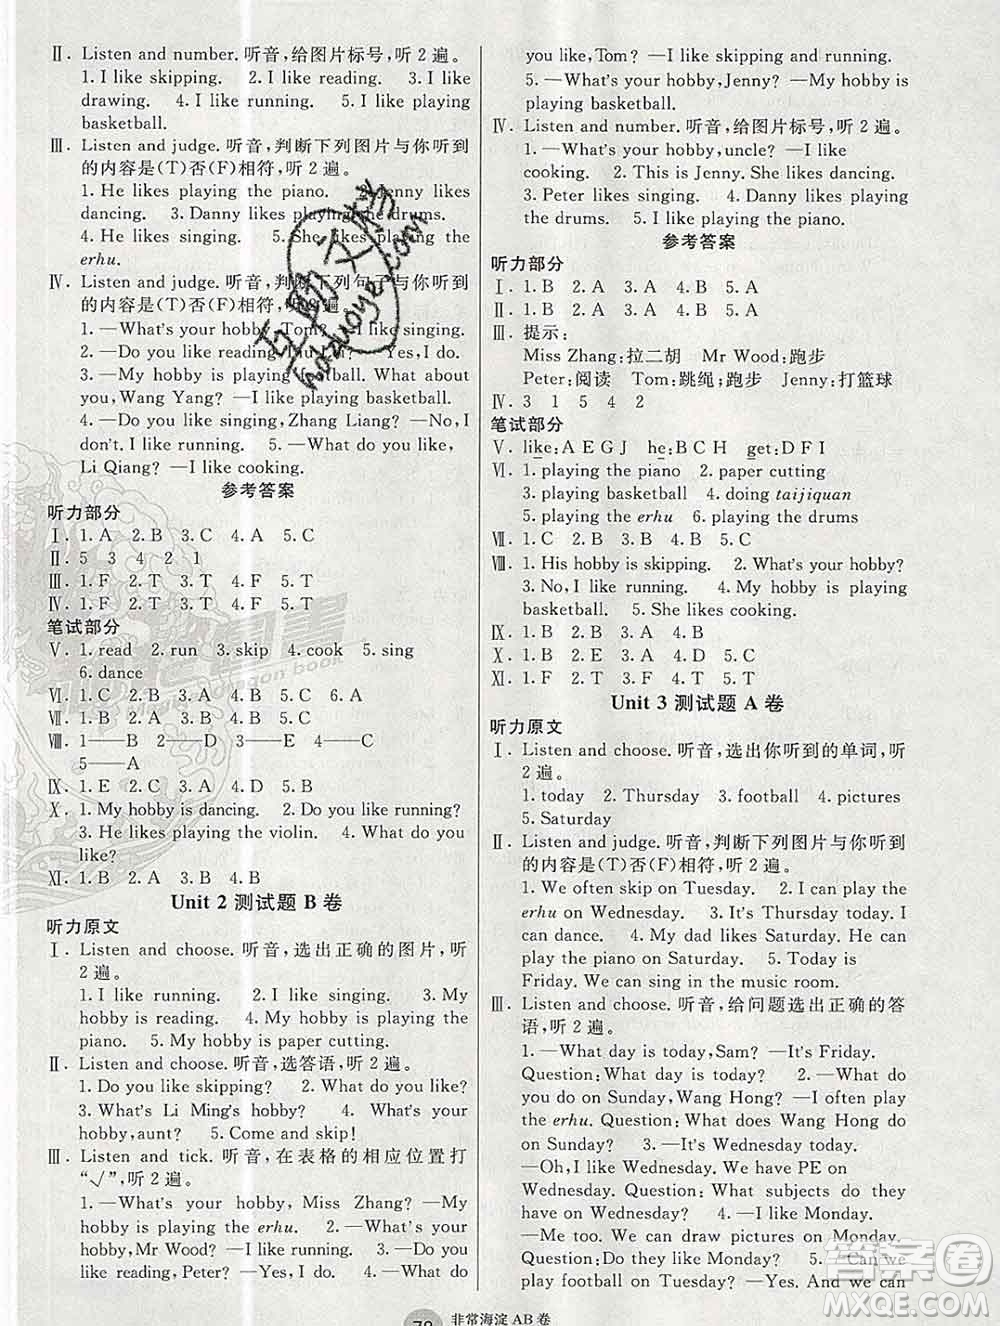 Ⅱ. Listen and number. 听音,给图片标号,听 2 遍。
1. I like skipping. 2. I like reading. 3. I like
drawing. 4. I like running. 5. I like playing
basketball.
Ⅲ. Listen and judge. 听音,判断下列图片与你听到
的内容是(T)否(F)相符,听 2 遍。
1. He likes playing the piano. 2. Jenny likes
dancing. 3. Danny likes playing the drums.
4. He likes singing. 5. She likes playing the
erhu.
Ⅳ. Listen and judge. 听音,判断下列句子与你听到
的内容是(T)否(F)相符,听 2 遍。
1. —What's your hobby, Tom? —I like singing.
2. —Do you like reading, Liu Liu? —Yes, I do.
3. —My hobby is playing football. What about
you, Wang Yang? —I like playing basketball.
4. —Do you like singing, Zhang Liang? —No, I
don't. I like running. 5. —What do you like,
Li Qiang? —I like cooking.
参考答案
听力部分
Ⅰ. 1. A 2. B 3. C 4. A 5. C
Ⅱ. 5 3 4 2 1
Ⅲ. 1. F 2. T 3. T 4. F 5. T
Ⅳ. 1. F 2. T 3. T 4. F 5. T
笔试部分
Ⅴ. 1. read 2. run 3. skip 4. cook 5. sing
6. dance
Ⅵ. 1. C 2. B 3. A 4. B 5. C 6. A
Ⅶ. 1. B 2. C 3. A 4. A 5. B
Ⅷ. 1——B 2——D 3——E 4——C
5——A
Ⅸ. 1. B 2. C 3. D 4. A 5. E
Ⅹ. 1. My hobby is dancing. 2. Do you like running?
3. He likes playing the violin. 4. What do you
like?
Ⅺ. 1. C 2. A 3. B 4. B
Unit 2 测试题 B 卷
听力原文
Ⅰ. Listen and choose. 听音,选出正确的图片,听
2 遍。
1. I like running. 2. I like singing. 3. My
hobby is reading. 4. My hobby is playing the
piano. 5. My hobby is paper cutting.
Ⅱ. Listen and choose. 听音,选答语,听 2 遍。
1. Do you like skipping? 2. What do you like?
3. What's Li Ming's hobby? 4. What's your
hobby, aunt? 5. Come and skip!
Ⅲ. Listen and tick. 听音,在表格的相应位置打
“√”,听 2 遍。
1. —What's your hobby, Miss Zhang? —My
hobby is playing the erhu. 2. —What's your
hobby, Mr Wood? —I like running. 3. —Do you
like reading, Peter? —Yes, I do. 4. —What do
you like, Tom? —I like skipping and running.
5. —What's your hobby, Jenny? —My hobby is
playing basketball.
Ⅳ. Listen and number. 听音,给图片标号,听 2 遍。
1. —What's your hobby, uncle? —I like
cooking. 2. This is Jenny. She likes dancing.
3. Peter likes singing. 4. Danny likes playing
the drums. 5. I like playing the piano.
参考答案
听力部分
Ⅰ. 1. B 2. A 3. A 4. B 5. B
Ⅱ. 1. B 2. A 3. A 4. B 5. A
Ⅲ. 提示:
Miss Zhang:拉二胡 Mr Wood:跑步
Peter:阅读 Tom:跳绳;跑步 Jenny:打篮球
Ⅳ. 3 1 5 4 2
笔试部分
Ⅴ. like:A E G J he:B C H get:D F I
Ⅵ. 1. playing the piano 2. paper cutting
3. playing basketball 4. doing taijiquan
5. playing the erhu 6. playing the drums
Ⅶ. 1. C 2. B 3. A 4. B 5. C
Ⅷ. 1. His hobby is skipping. 2. What's your hobby?
3. Do you like running? 4. My hobby is playing
football. 5. She likes cooking.
Ⅸ. 1. B 2. B 3. A 4. B
Ⅹ. 1. B 2. E 3. C 4. A 5. D
Ⅺ. 1. F 2. T 3. F 4. T 5. F
Unit 3 测试题 A 卷
听力原文
Ⅰ. Listen and choose. 听音,选出你听到的单词,听
2 遍。
1. today 2. Thursday 3. football 4. pictures
5. Saturday
Ⅱ. Listen and judge. 听音,判断下列图片与你听到
的内容是(T)否(F)相符,听 2 遍。
1. We often skip on Tuesday. 2. I can play the
erhu on Wednesday. 3. It's Thursday today. We
can dance. 4. My dad likes Saturday. He can
play the piano on Saturday. 5. Today is
Friday. We can sing in the music room.
Ⅲ. Listen and choose. 听音,给问题选出正确的答
语,听 2 遍。
1. —What day is today, Sam? —It's Friday.
Question: What day is today? 2. —What do
you do on Sunday, Wang Hong? —I often play
the erhu. Question: What does Wang Hong do
on Sunday? 3. —It's Wednesday today.
—Oh, I like Wednesday. We have PE on
Wednesday. Question: What subjects do they
have on Wednesday? 4. —I like Monday.
—Me too. We can draw pictures on Monday.
Question: Do they like Monday? 5. —Can we
play football on Tuesday? —Yes. And we can
78 非常海淀 AB 卷
互助文档
huzuoye.com
答案圈